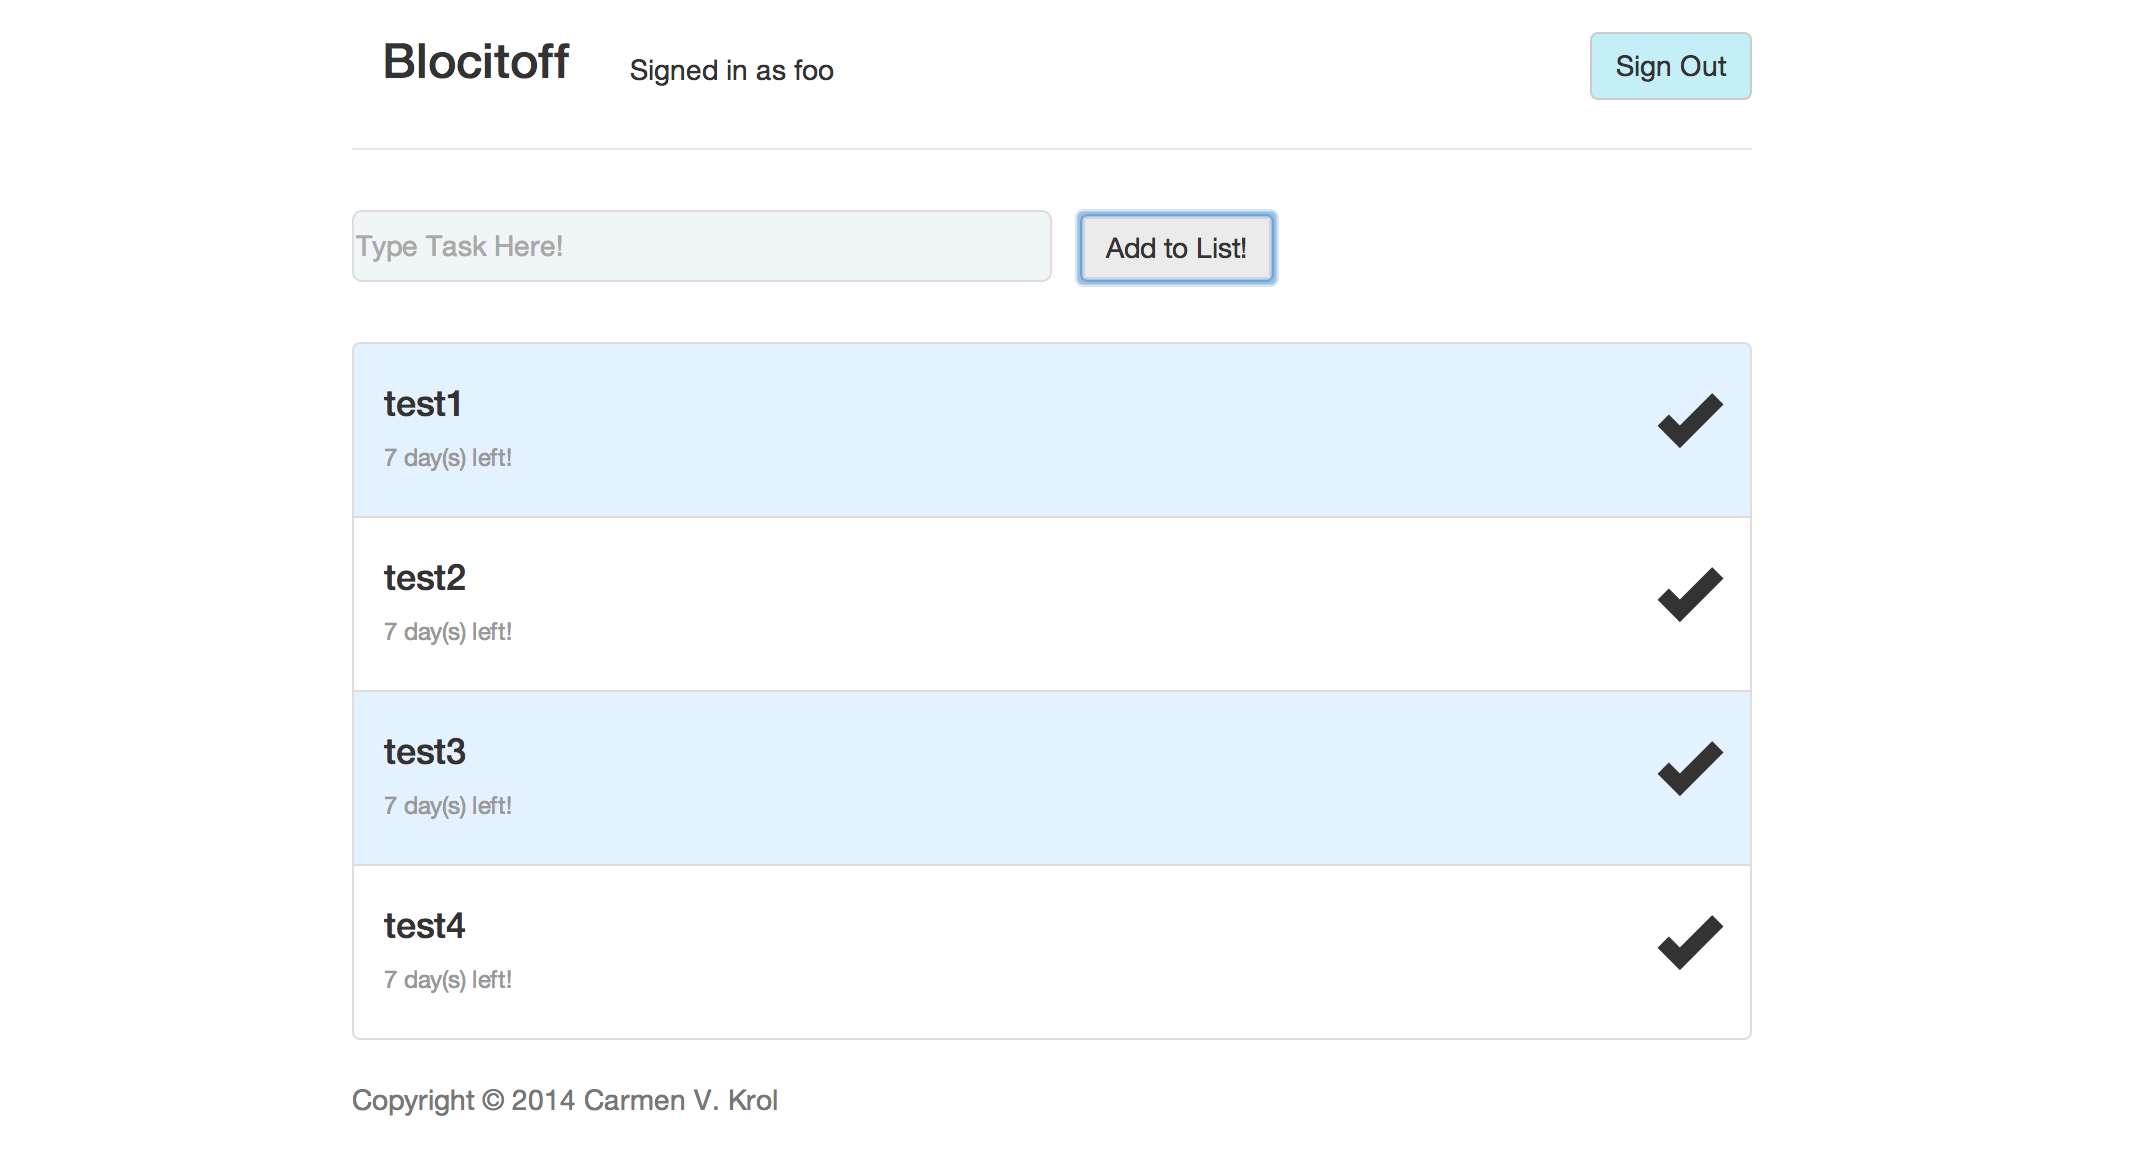 Blocitoff
Signed in as foo
Sign Out
Type Task Here!
Add to List!
test1
7 day(s) left!
test2
7 day(s) left!
test3
7 day(s) left!
test4
7 day(s) left!
Copyright © 2014 Carmen V. Krol